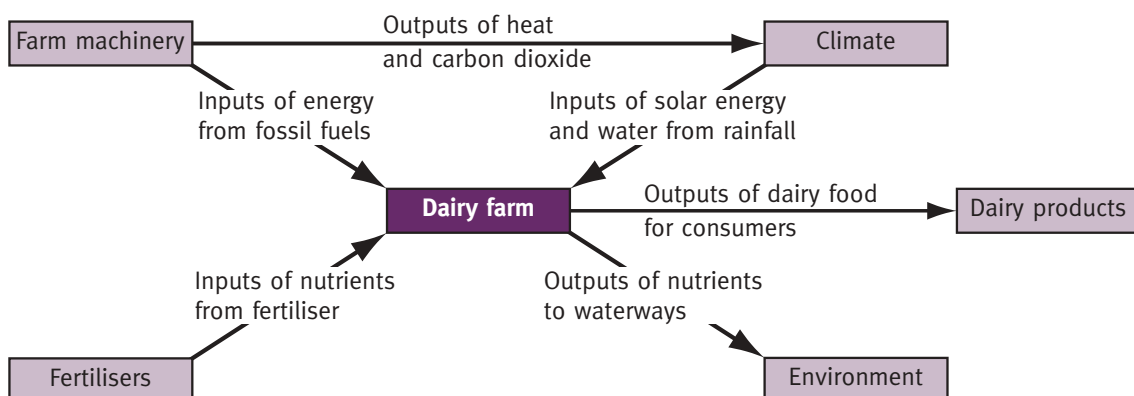 Farm machinery
Outputs of heat
and carbon dioxide
Climate
Inputs of energy
from fossil fuels
Inputs of solar energy
and water from rainfall
Dairy farm
Outputs of dairy food
for consumers
Dairy products
Inputs of nutrients
from fertiliser
Outputs of nutrients
to waterways
Fertilisers
Environment